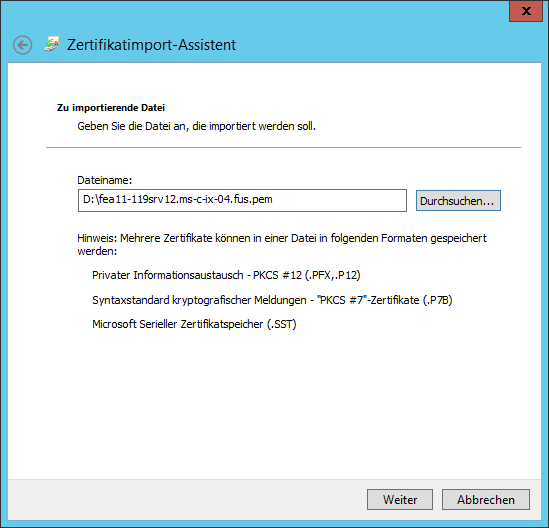 x
Zertifikatimport-Assistent
Zu importierende Datei
Geben Sie die Datei an, die importiert werden soll.
Dateiname:
D:\fea11-119srv12.ms-c-ix-04.fus.pem
Durchsuchen...
Hinweis: Mehrere Zertifikate können in einer Datei in folgenden Formaten gespeichert
werden:
Privater Informationsaustausch - PKCS #12 (.PFX,.P12)
Syntaxstandard kryptografischer Meldungen - "PKCS #7"-Zertifikate (.P7B)
Microsoft Serieller Zertifikatspeicher (.SST)
Weiter
Abbrechen